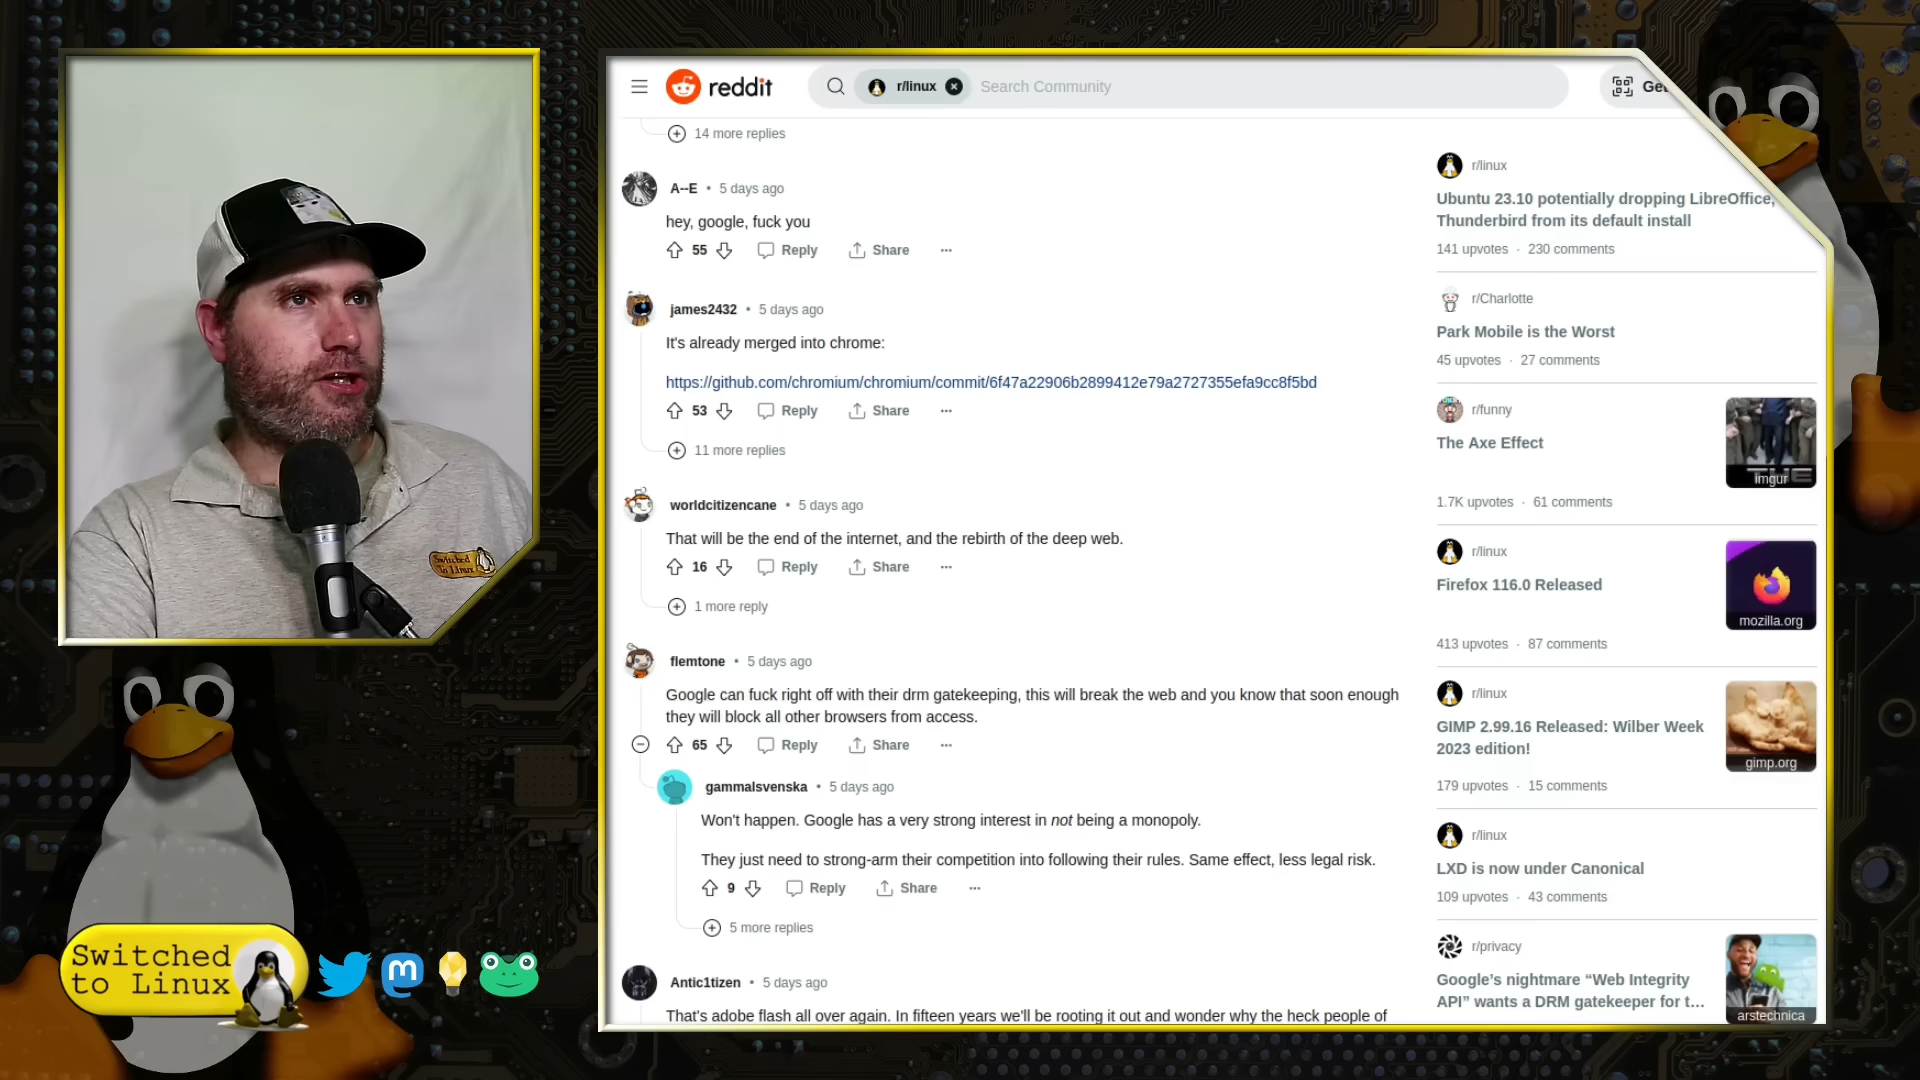 reddit
r/linux
Search Community
Ge
14 more replies
A--E • 5 days ago
hey, google, fuck you
55 Reply Share
james2432 • 5 days ago
It's already merged into chrome:
https://github.com/chromium/chromium/commit/6f47a22906b2899412e79a2727355efa9cc8f5bd
53 Reply Share
11 more replies
worldcitizencane • 5 days ago
That will be the end of the internet, and the rebirth of the deep web.
16 Reply Share
1 more reply
flemtone • 5 days ago
Google can fuck right off with their drm gatekeeping, this will break the web and you know that soon enough
they will block all other browsers from access.
65 Reply Share
gammalsvenska • 5 days ago
Won't happen. Google has a very strong interest in not being a monopoly.
They just need to strong-arm their competition into following their rules. Same effect, less legal risk.
9 Reply Share
5 more replies
Antic1tizen • 5 days ago
That's adobe flash all over again. In fifteen years we'll be rooting it out and wonder why the heck people of
r/linux
Ubuntu 23.10 potentially dropping LibreOffice,
Thunderbird from its default install
141 upvotes · 230 comments
r/Charlotte
Park Mobile is the Worst
45 upvotes · 27 comments
r/funny
The Axe Effect
THE
imgur
1.7K upvotes · 61 comments
r/linux
Firefox 116.0 Released
mozilla.org
413 upvotes · 87 comments
r/linux
GIMP 2.99.16 Released: Wilber Week
2023 edition!
gimp.org
179 upvotes · 15 comments
r/linux
LXD is now under Canonical
109 upvotes · 43 comments
r/privacy
Google's nightmare “Web Integrity
API” wants a DRM gatekeeper for t...
arstechnica
Switched
To Linux
Switched
to Linux